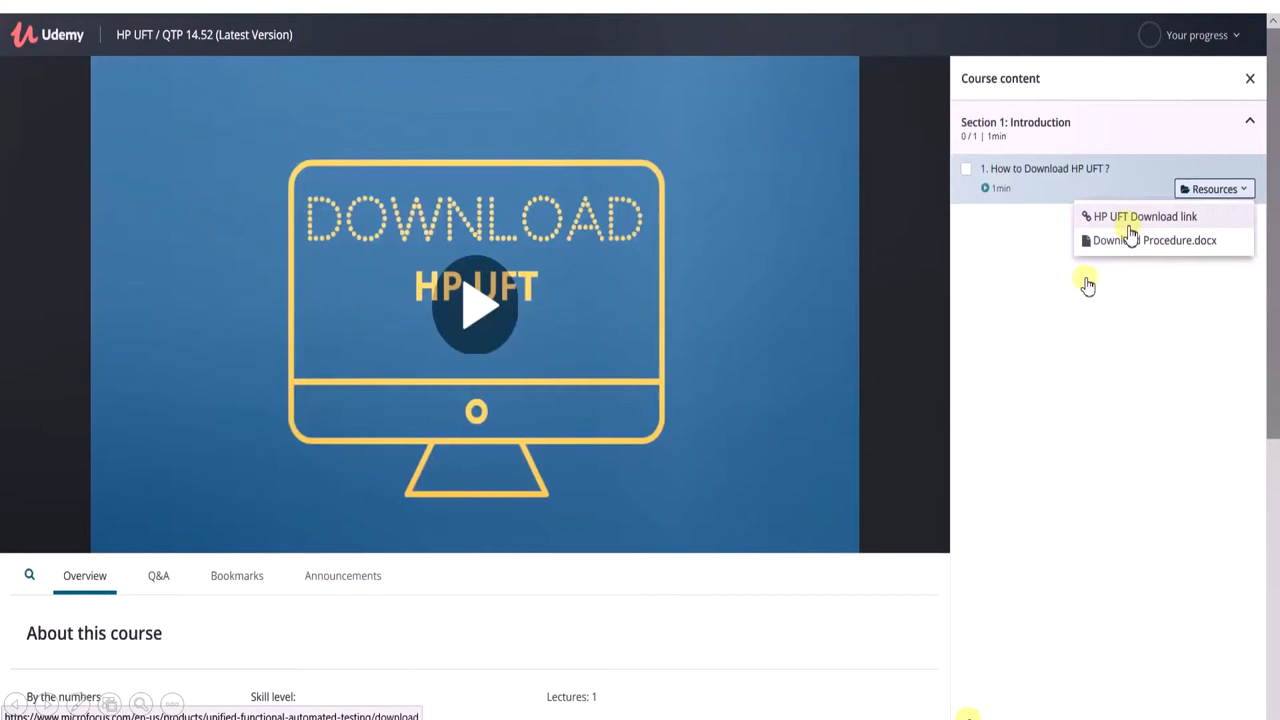 Udemy
HP UFT / QTP 14.52 (Latest Version)
Your progress
DOWNLOAD
HP UFT
Course content
Section 1: Introduction
0 / 1 | 1min
1. How to Download HP UFT ?
1min
Resources
HP UFT Download link
Download Procedure.docx
Overview
Q&A
Bookmarks
Announcements
About this course
By the numbers
Skill level:
Lectures: 1
https://www.microfocus.com/en-us/products/unified-functional-automated-testing/download